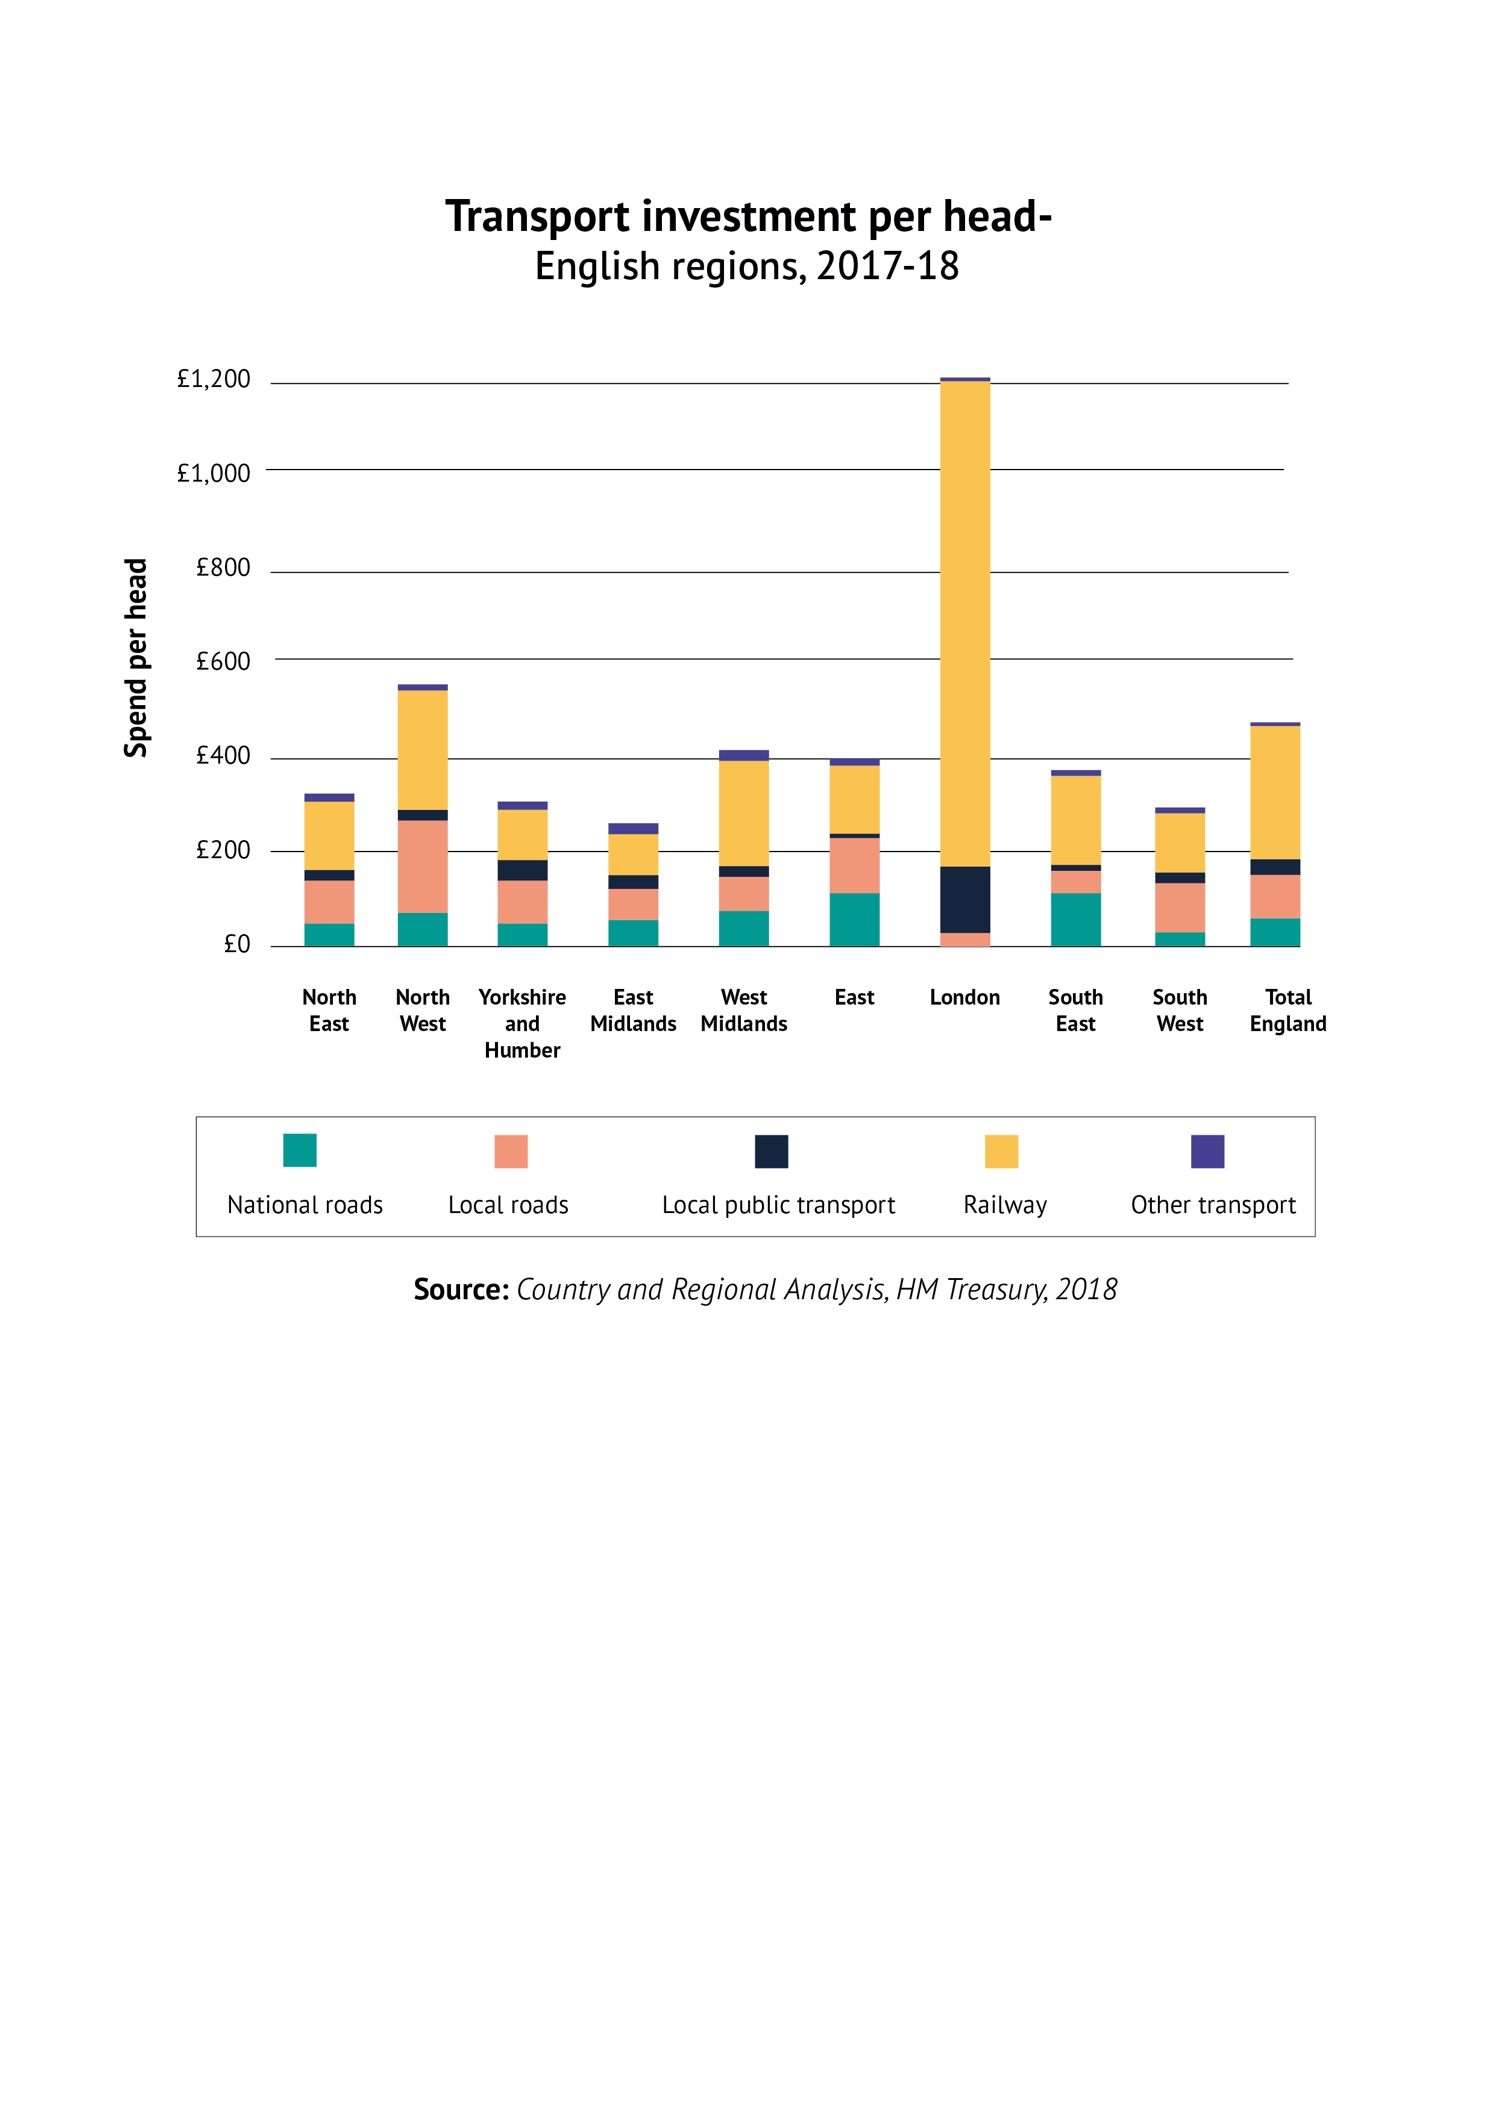 Transport investment per head-
English regions, 2017-18
£1,200
£1,000
£800
£600
£400
£200
£0
Spend per head
North
East
North
West
Yorkshire
and
Humber
East
Midlands
West
Midlands
East
London
South
East
South
West
Total
England
National roads
Local roads
Local public transport
Railway
Other transport
Source: Country and Regional Analysis, HM Treasury, 2018